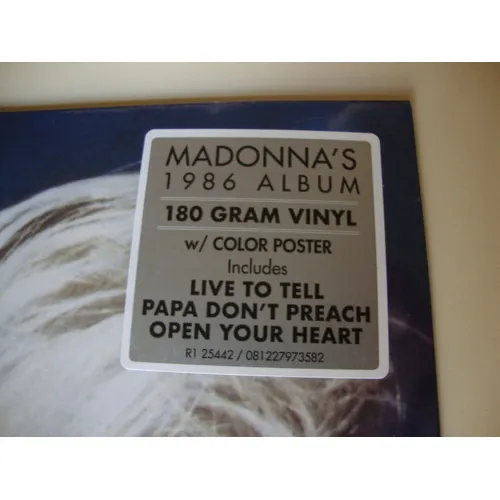 MADONNA'S
1986 ALBUM
180 GRAM VINYL
w/ COLOR POSTER
Includes
LIVE TO TELL
PAPA DON'T PREACH
OPEN YOUR HEART
R1 25442 / 081227973582